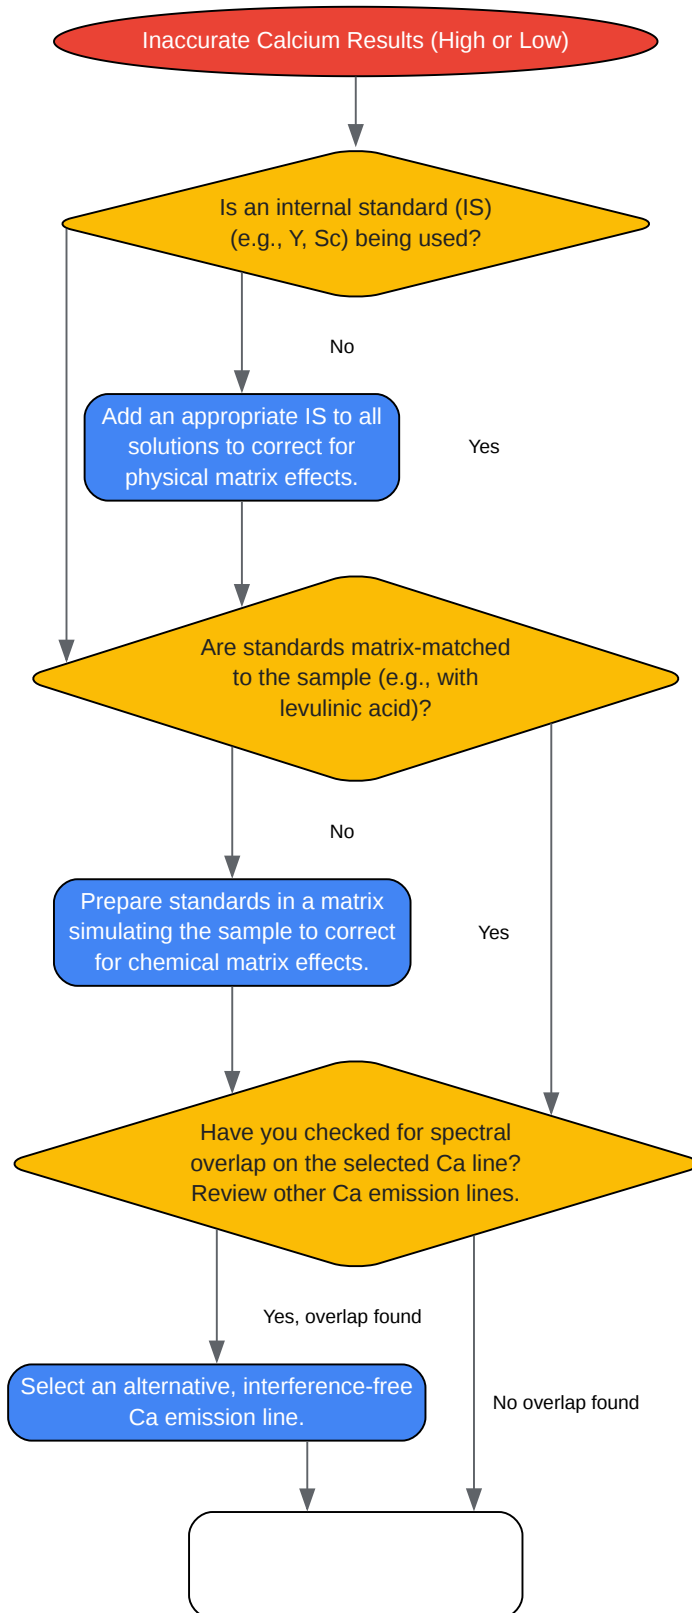 Inaccurate Calcium Results (High or Low)
Is an internal standard (IS)
(e.g., Y, Sc) being used?
No
Add an appropriate IS to all
solutions to correct for
physical matrix effects.
Yes
Are standards matrix-matched
to the sample (e.g., with
levulinic acid)?
No
Prepare standards in a matrix
simulating the sample to correct
for chemical matrix effects.
Yes
Have you checked for spectral
overlap on the selected Ca line?
Review other Ca emission lines.
Yes, overlap found
Select an alternative, interference-free
Ca emission line.
No overlap found